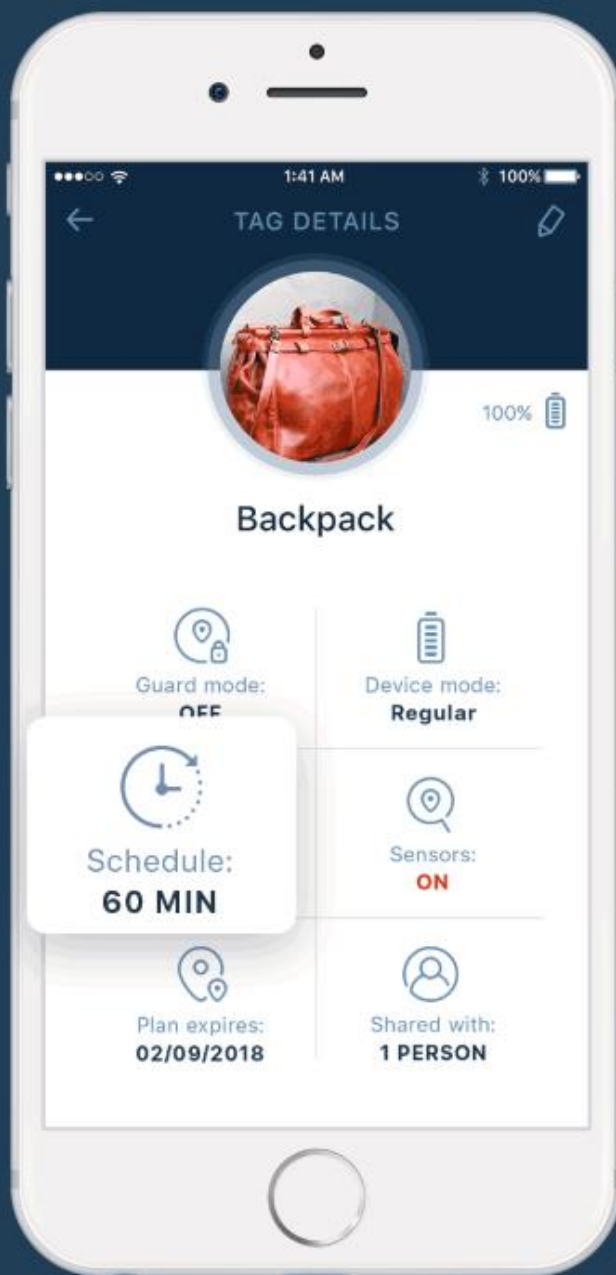 1:41 AM
100%
TAG DETAILS
100%
Backpack
Guard mode:
OFF
Device mode:
Regular
Schedule:
60 MIN
Sensors:
ON
Plan expires:
02/09/2018
Shared with:
1 PERSON